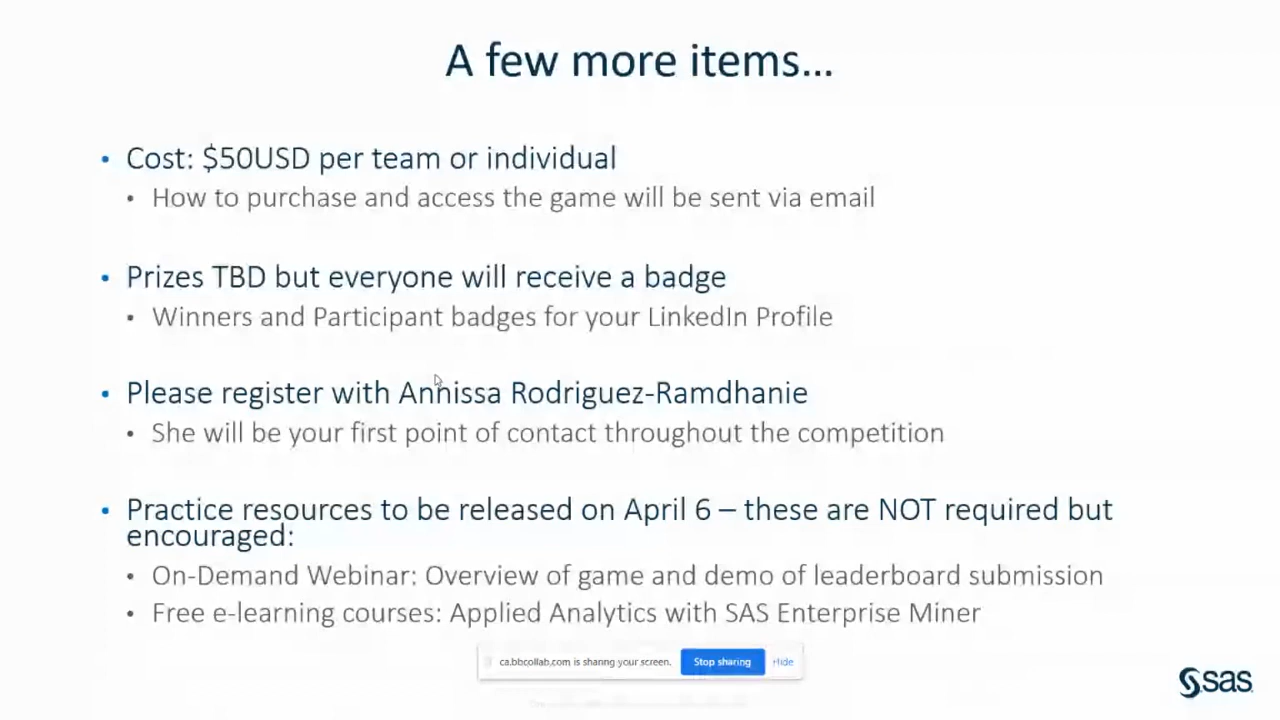 A few more items...
• Cost: $50USD per team or individual
• How to purchase and access the game will be sent via email
• Prizes TBD but everyone will receive a badge
• Winners and Participant badges for your LinkedIn Profile
• Please register with Annissa Rodriguez-Ramdhanie
• She will be your first point of contact throughout the competition
• Practice resources to be released on April 6 – these are NOT required but
encouraged:
• On-Demand Webinar: Overview of game and demo of leaderboard submission
• Free e-learning courses: Applied Analytics with SAS Enterprise Miner
ca.bbcollab.com is sharing your screen. Stop sharing Hide
sas